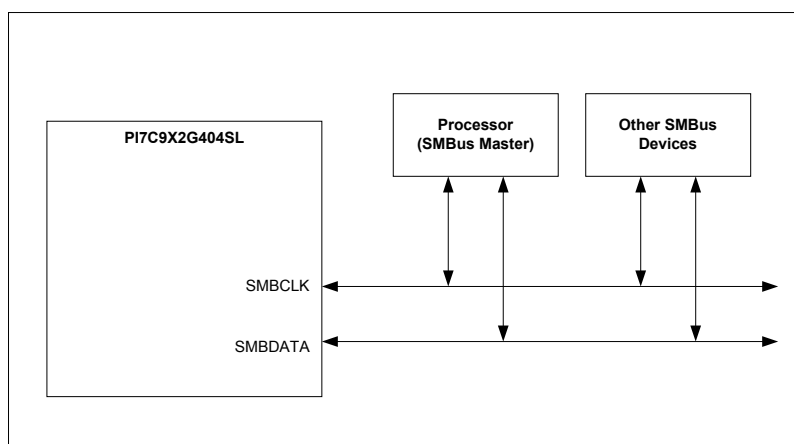 PI7C9X2G404SL
Processor
(SMBus Master)
Other SMBus
Devices
SMBCLK
SMBDATA